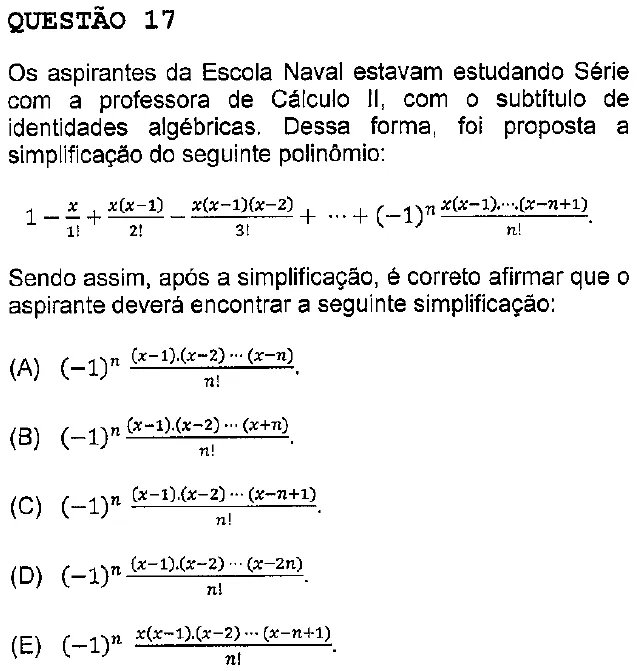 QUESTÃO 17
Os aspirantes da Escola Naval estavam estudando Série
com a professora de Cálculo II, com o subtítulo de
identidades algébricas. Dessa forma, foi proposta a
simplificação do seguinte polinômio:
1 − x/1! + x(x−1)/2! − x(x−1)(x−2)/3! + ⋯ + (−1)ⁿ x(x−1).⋯.(x−n+1)/n!.
Sendo assim, após a simplificação, é correto afirmar que o
aspirante deverá encontrar a seguinte simplificação:
(A) (−1)ⁿ (x−1).(x−2) ⋯ (x−n)/n!.
(B) (−1)ⁿ (x−1).(x−2) ⋯ (x+n)/n!.
(C) (−1)ⁿ (x−1).(x−2) ⋯ (x−n+1)/n!.
(D) (−1)ⁿ (x−1).(x−2) ⋯ (x−2n)/n!.
(E) (−1)ⁿ x(x−1).(x−2) ⋯ (x−n+1)/n!.